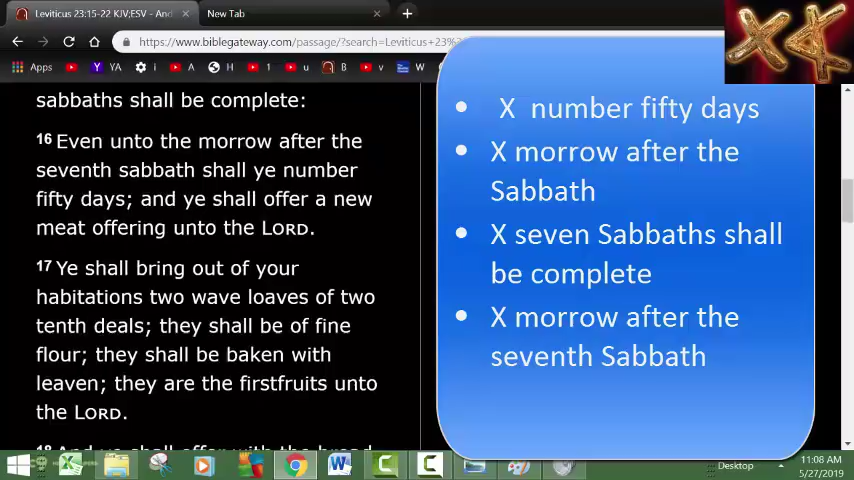 Leviticus 23:15-22 KJV;ESV - And
New Tab
https://www.biblegateway.com/passage/?search=Leviticus+23%
Apps
YA
i
A
H
1
u
B
v
W
sabbaths shall be complete:
16 Even unto the morrow after the
seventh sabbath shall ye number
fifty days; and ye shall offer a new
meat offering unto the LORD.
17 Ye shall bring out of your
habitations two wave loaves of two
tenth deals; they shall be of fine
flour; they shall be baken with
leaven; they are the firstfruits unto
the LORD.
• X number fifty days
• X morrow after the
Sabbath
• X seven Sabbaths shall
be complete
• X morrow after the
seventh Sabbath
Desktop
11:08 AM
5/27/2019